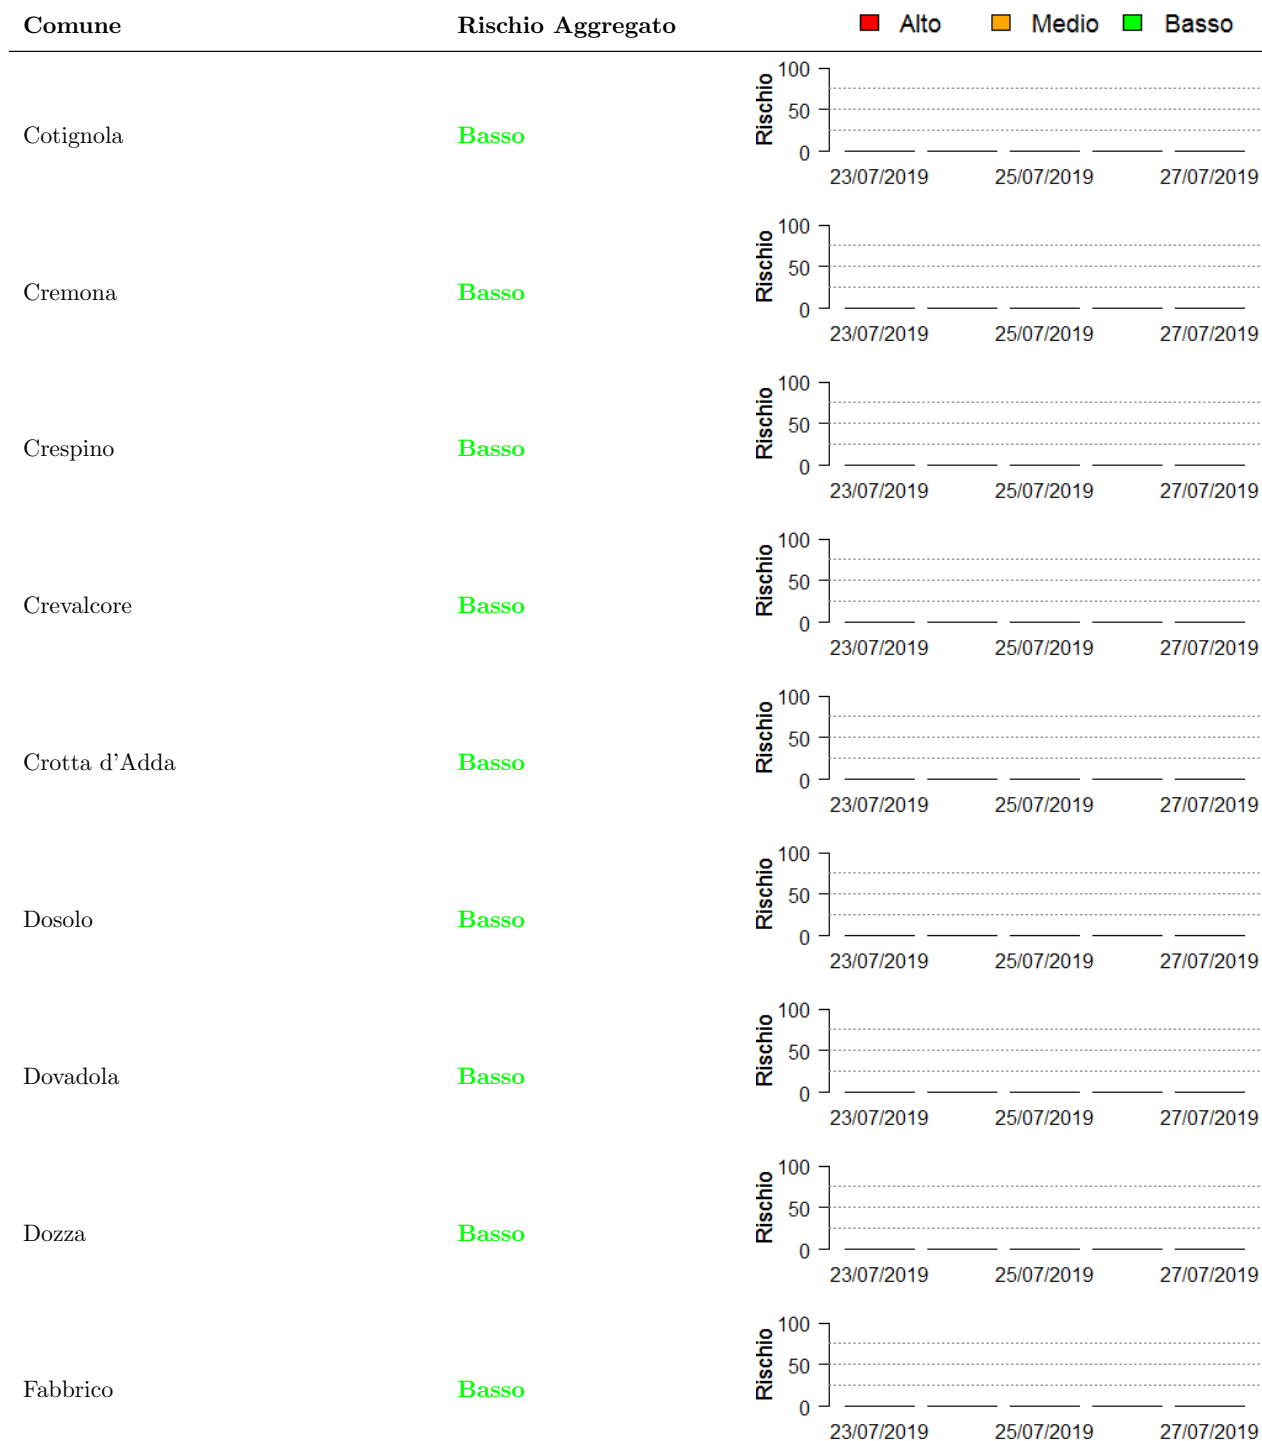 Comune Rischio Aggregato Alto Medio Basso
100
50
0
Rischio
Cotignola Basso
23/07/2019 25/07/2019 27/07/2019
100
50
0
Rischio
Cremona Basso
23/07/2019 25/07/2019 27/07/2019
100
50
0
Rischio
Crespino Basso
23/07/2019 25/07/2019 27/07/2019
100
50
0
Rischio
Crevalcore Basso
23/07/2019 25/07/2019 27/07/2019
100
50
0
Rischio
Crotta d'Adda Basso
23/07/2019 25/07/2019 27/07/2019
100
50
0
Rischio
Dosolo Basso
23/07/2019 25/07/2019 27/07/2019
100
50
0
Rischio
Dovadola Basso
23/07/2019 25/07/2019 27/07/2019
100
50
0
Rischio
Dozza Basso
23/07/2019 25/07/2019 27/07/2019
100
50
0
Rischio
Fabbrico Basso
23/07/2019 25/07/2019 27/07/2019